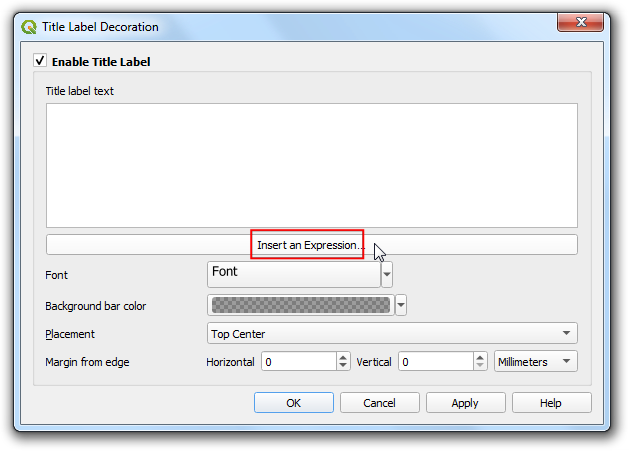 Title Label Decoration
Enable Title Label
Title label text
Insert an Expression...
Font Font
Background bar color
Placement Top Center
Margin from edge Horizontal 0 Vertical 0 Millimeters
OK Cancel Apply Help